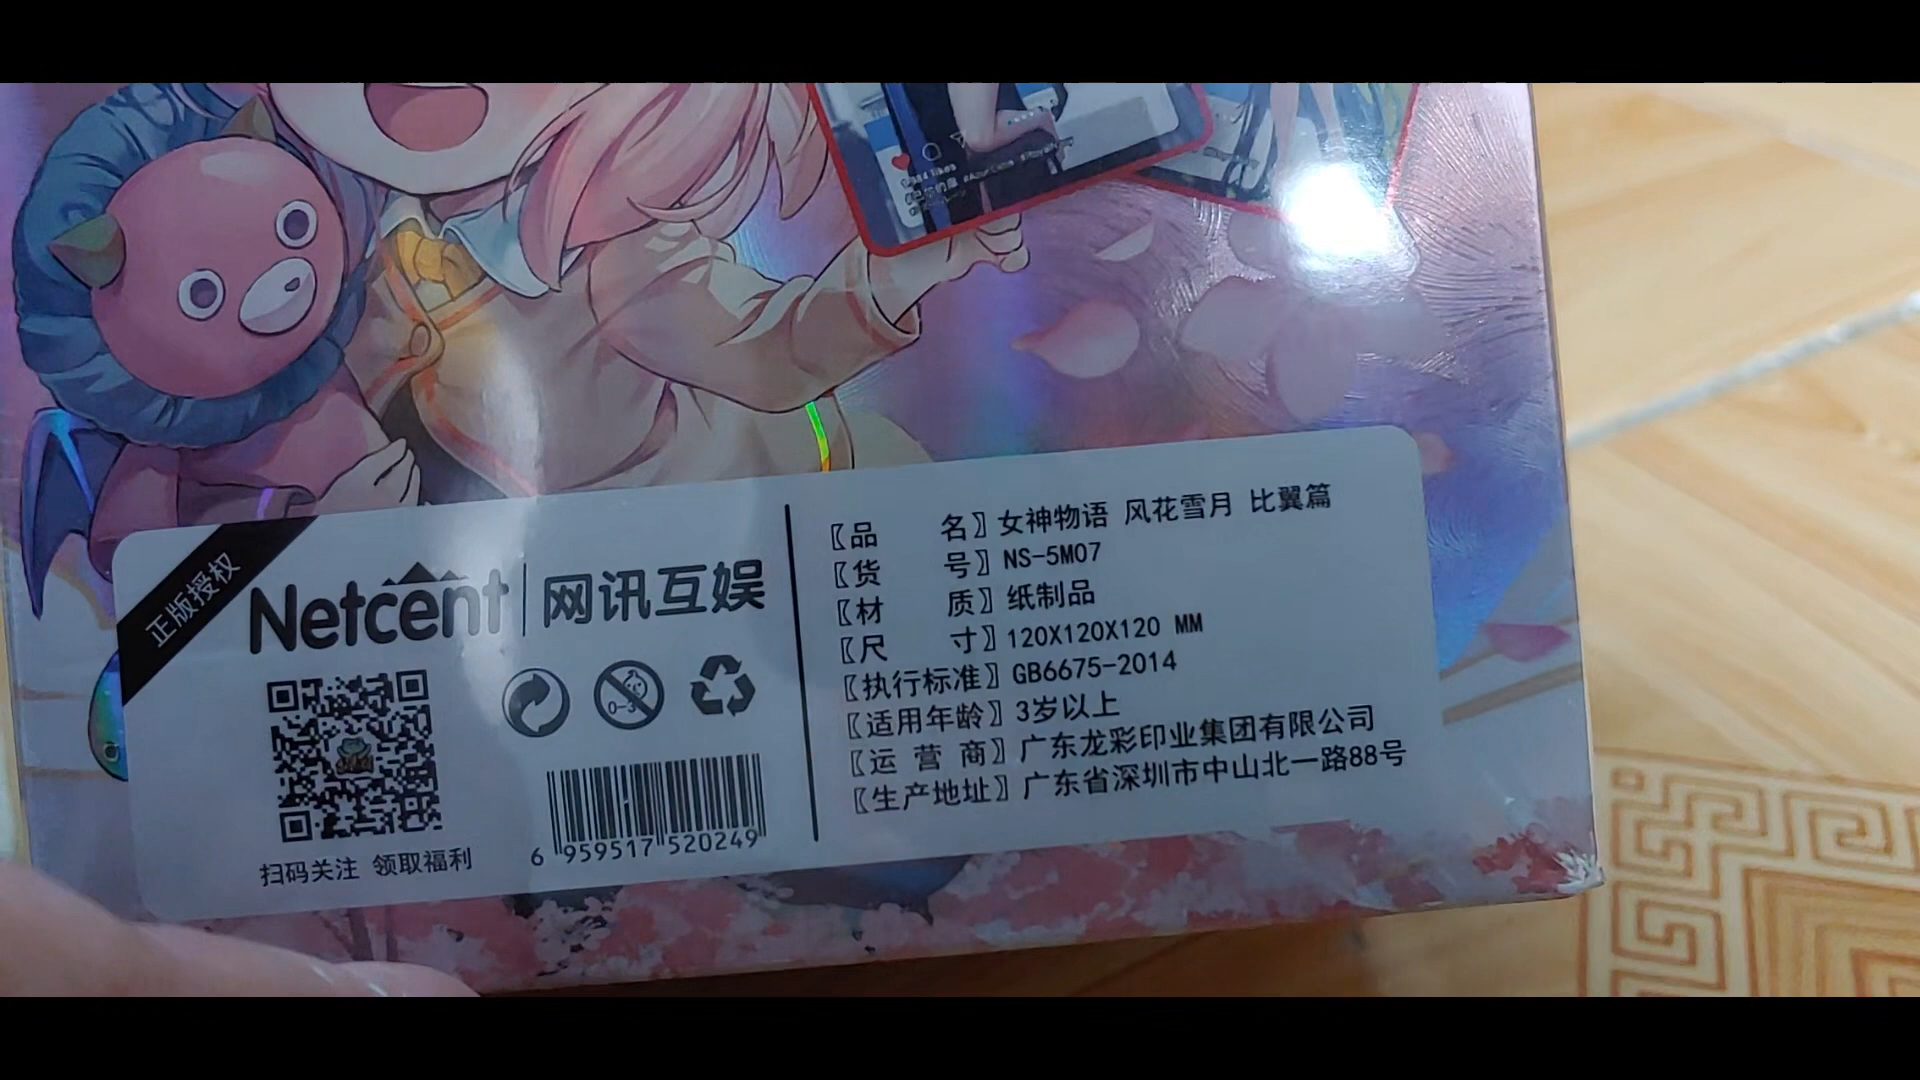 正版授权
Netcent 网讯互娱
0-3
扫码关注 领取福利
6 959517 520249
〖品 名〗女神物语 风花雪月 比翼篇
〖货 号〗NS-5M07
〖材 质〗纸制品
〖尺 寸〗120X120X120 MM
〖执行标准〗GB6675-2014
〖适用年龄〗3岁以上
〖运 营 商〗广东龙彩印业集团有限公司
〖生产地址〗广东省深圳市中山北一路88号